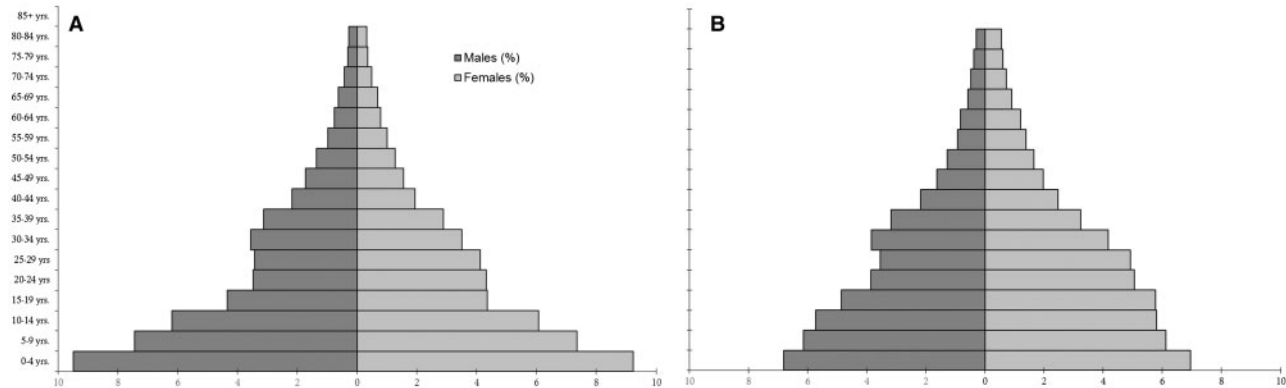 A
B
85+ yrs.
80-84 yrs.
75-79 yrs.
70-74 yrs.
65-69 yrs.
60-64 yrs.
55-59 yrs.
50-54 yrs.
45-49 yrs.
40-44 yrs.
35-39 yrs.
30-34 yrs.
25-29 yrs
20-24 yrs.
15-19 yrs.
10-14 yrs.
5-9 yrs.
0-4 yrs.
Males (%)
Females (%)
10 8 6 4 2 0 2 4 6 8 10
10 8 6 4 2 0 2 4 6 8 10